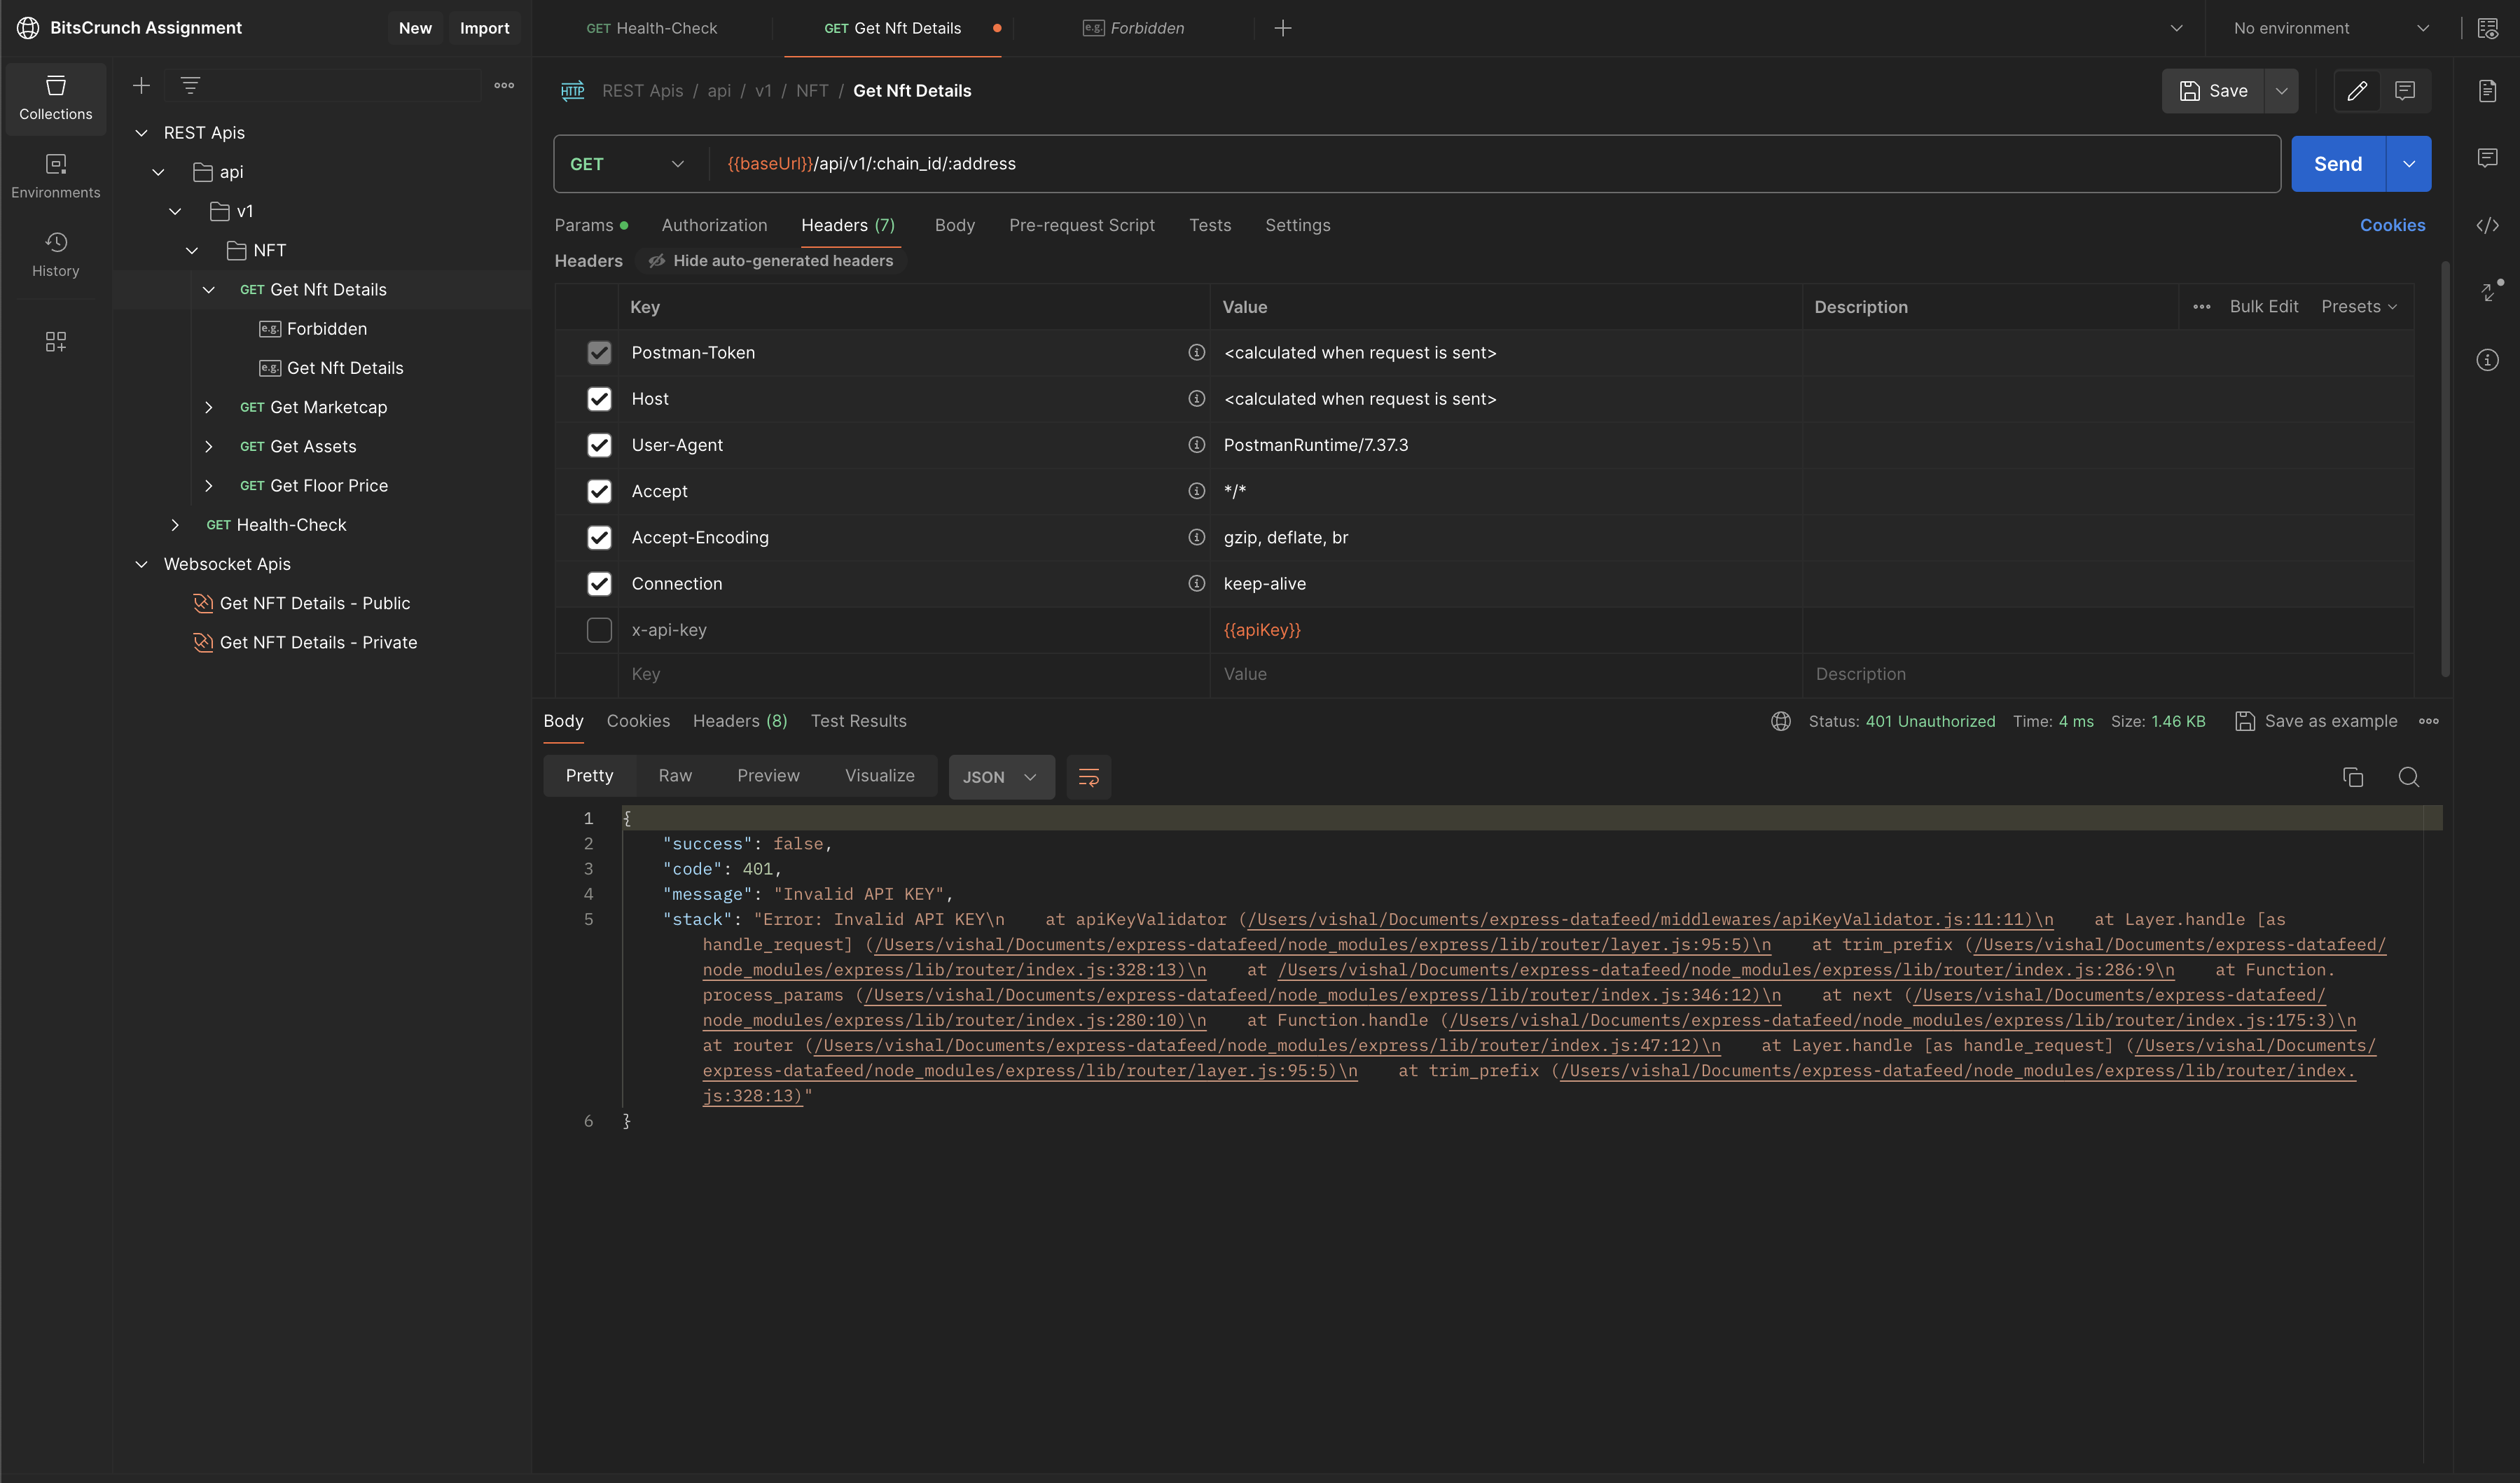 BitsCrunch Assignment
New
Import
GET Health-Check
GET Get Nft Details
e.g. Forbidden
No environment
Collections
Environments
History
REST Apis
api
v1
NFT
GET Get Nft Details
e.g. Forbidden
e.g. Get Nft Details
GET Get Marketcap
GET Get Assets
GET Get Floor Price
GET Health-Check
Websocket Apis
Get NFT Details - Public
Get NFT Details - Private
HTTP REST Apis / api / v1 / NFT / Get Nft Details
Save
GET {{baseUrl}}/api/v1/:chain_id/:address
Send
Params Authorization Headers (7) Body Pre-request Script Tests Settings
Cookies
Headers Hide auto-generated headers
Key Value Description Bulk Edit Presets
Postman-Token <calculated when request is sent>
Host <calculated when request is sent>
User-Agent PostmanRuntime/7.37.3
Accept */*
Accept-Encoding gzip, deflate, br
Connection keep-alive
x-api-key {{apiKey}}
Key Value Description
Body Cookies Headers (8) Test Results
Status: 401 Unauthorized Time: 4 ms Size: 1.46 KB Save as example
Pretty Raw Preview Visualize JSON
1 {
2 "success": false,
3 "code": 401,
4 "message": "Invalid API KEY",
5 "stack": "Error: Invalid API KEY\n    at apiKeyValidator (/Users/vishal/Documents/express-datafeed/middlewares/apiKeyValidator.js:11:11)\n    at Layer.handle [as
handle_request] (/Users/vishal/Documents/express-datafeed/node_modules/express/lib/router/layer.js:95:5)\n    at trim_prefix (/Users/vishal/Documents/express-datafeed/
node_modules/express/lib/router/index.js:328:13)\n    at /Users/vishal/Documents/express-datafeed/node_modules/express/lib/router/index.js:286:9\n    at Function.
process_params (/Users/vishal/Documents/express-datafeed/node_modules/express/lib/router/index.js:346:12)\n    at next (/Users/vishal/Documents/express-datafeed/
node_modules/express/lib/router/index.js:280:10)\n    at Function.handle (/Users/vishal/Documents/express-datafeed/node_modules/express/lib/router/index.js:175:3)\n
at router (/Users/vishal/Documents/express-datafeed/node_modules/express/lib/router/index.js:47:12)\n    at Layer.handle [as handle_request] (/Users/vishal/Documents/
express-datafeed/node_modules/express/lib/router/layer.js:95:5)\n    at trim_prefix (/Users/vishal/Documents/express-datafeed/node_modules/express/lib/router/index.
js:328:13)"
6 }